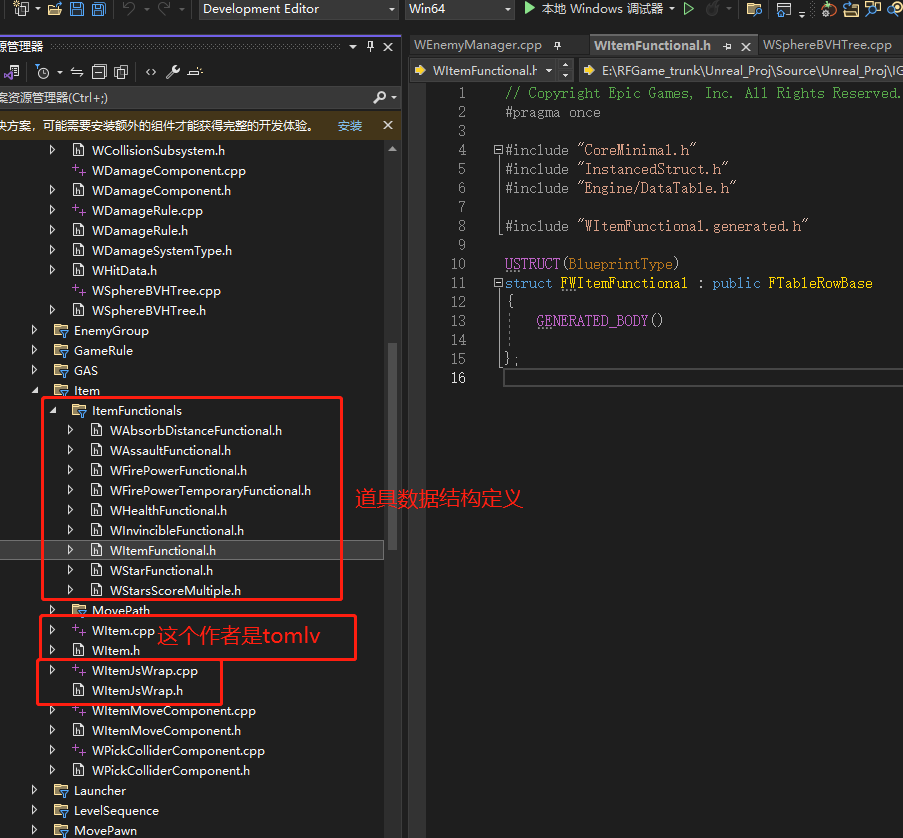 Development Editor
Win64
本地 Windows 调试器
源管理器
案资源管理器(Ctrl+;)
决方案，可能需要安装额外的组件才能获得完整的开发体验。
安装
WCollisionSubsystem.h
WDamageComponent.cpp
WDamageComponent.h
WDamageRule.cpp
WDamageRule.h
WDamageSystemType.h
WHitData.h
WSphereBVHTree.cpp
WSphereBVHTree.h
EnemyGroup
GameRule
GAS
Item
ItemFunctionals
WAbsorbDistanceFunctional.h
WAssaultFunctional.h
WFirePowerFunctional.h
WFirePowerTemporaryFunctional.h
WHealthFunctional.h
WInvincibleFunctional.h
WItemFunctional.h
WStarFunctional.h
WStarsScoreMultiple.h
道具数据结构定义
MovePath
WItem.cpp
这个作者是tomlv
WItem.h
WItemJsWrap.cpp
WItemJsWrap.h
WItemMoveComponent.cpp
WItemMoveComponent.h
WPickColliderComponent.cpp
WPickColliderComponent.h
Launcher
LevelSequence
MovePawn
WEnemyManager.cpp
WItemFunctional.h
WSphereBVHTree.cpp
WItemFunctional.h
E:\RFGame_trunk\Unreal_Proj\Source\Unreal_Proj\IG
1 // Copyright Epic Games, Inc. All Rights Reserved.
2 #pragma once
3
4 #include "CoreMinimal.h"
5 #include "InstancedStruct.h"
6 #include "Engine/DataTable.h"
7
8 #include "WItemFunctional.generated.h"
9
10 USTRUCT(BlueprintType)
11 struct FWItemFunctional : public FTableRowBase
12 {
13 GENERATED_BODY()
14
15 };
16